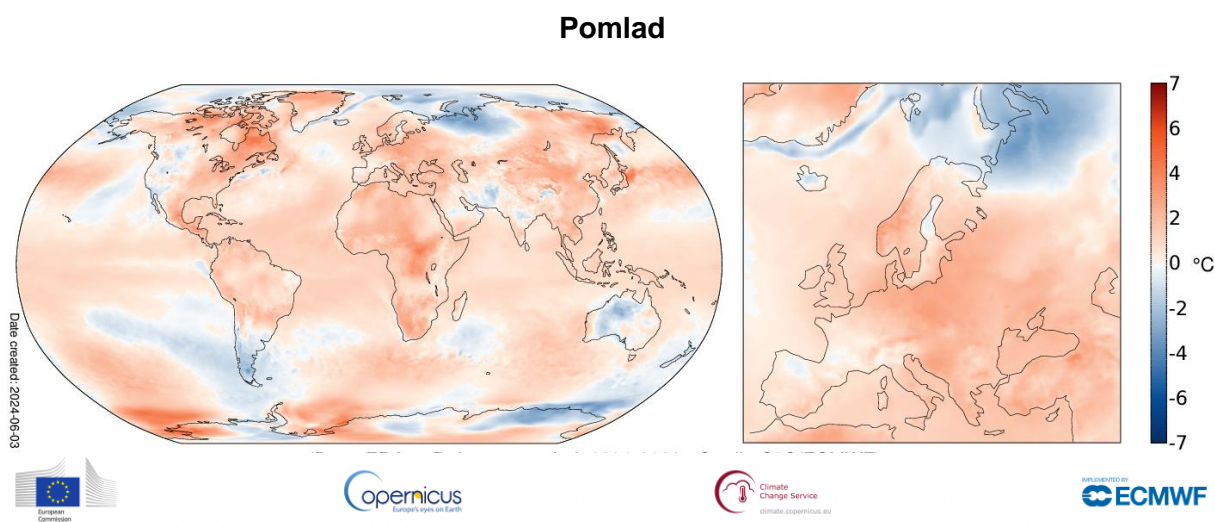 Pomlad
7
6
4
2
0 °C
-2
-4
-6
-7
Date created: 2024-06-03
European
Commission
opernicus
Europe's eyes on Earth
Climate
Change Service
climate.copernicus.eu
IMPLEMENTED BY
ECMWF